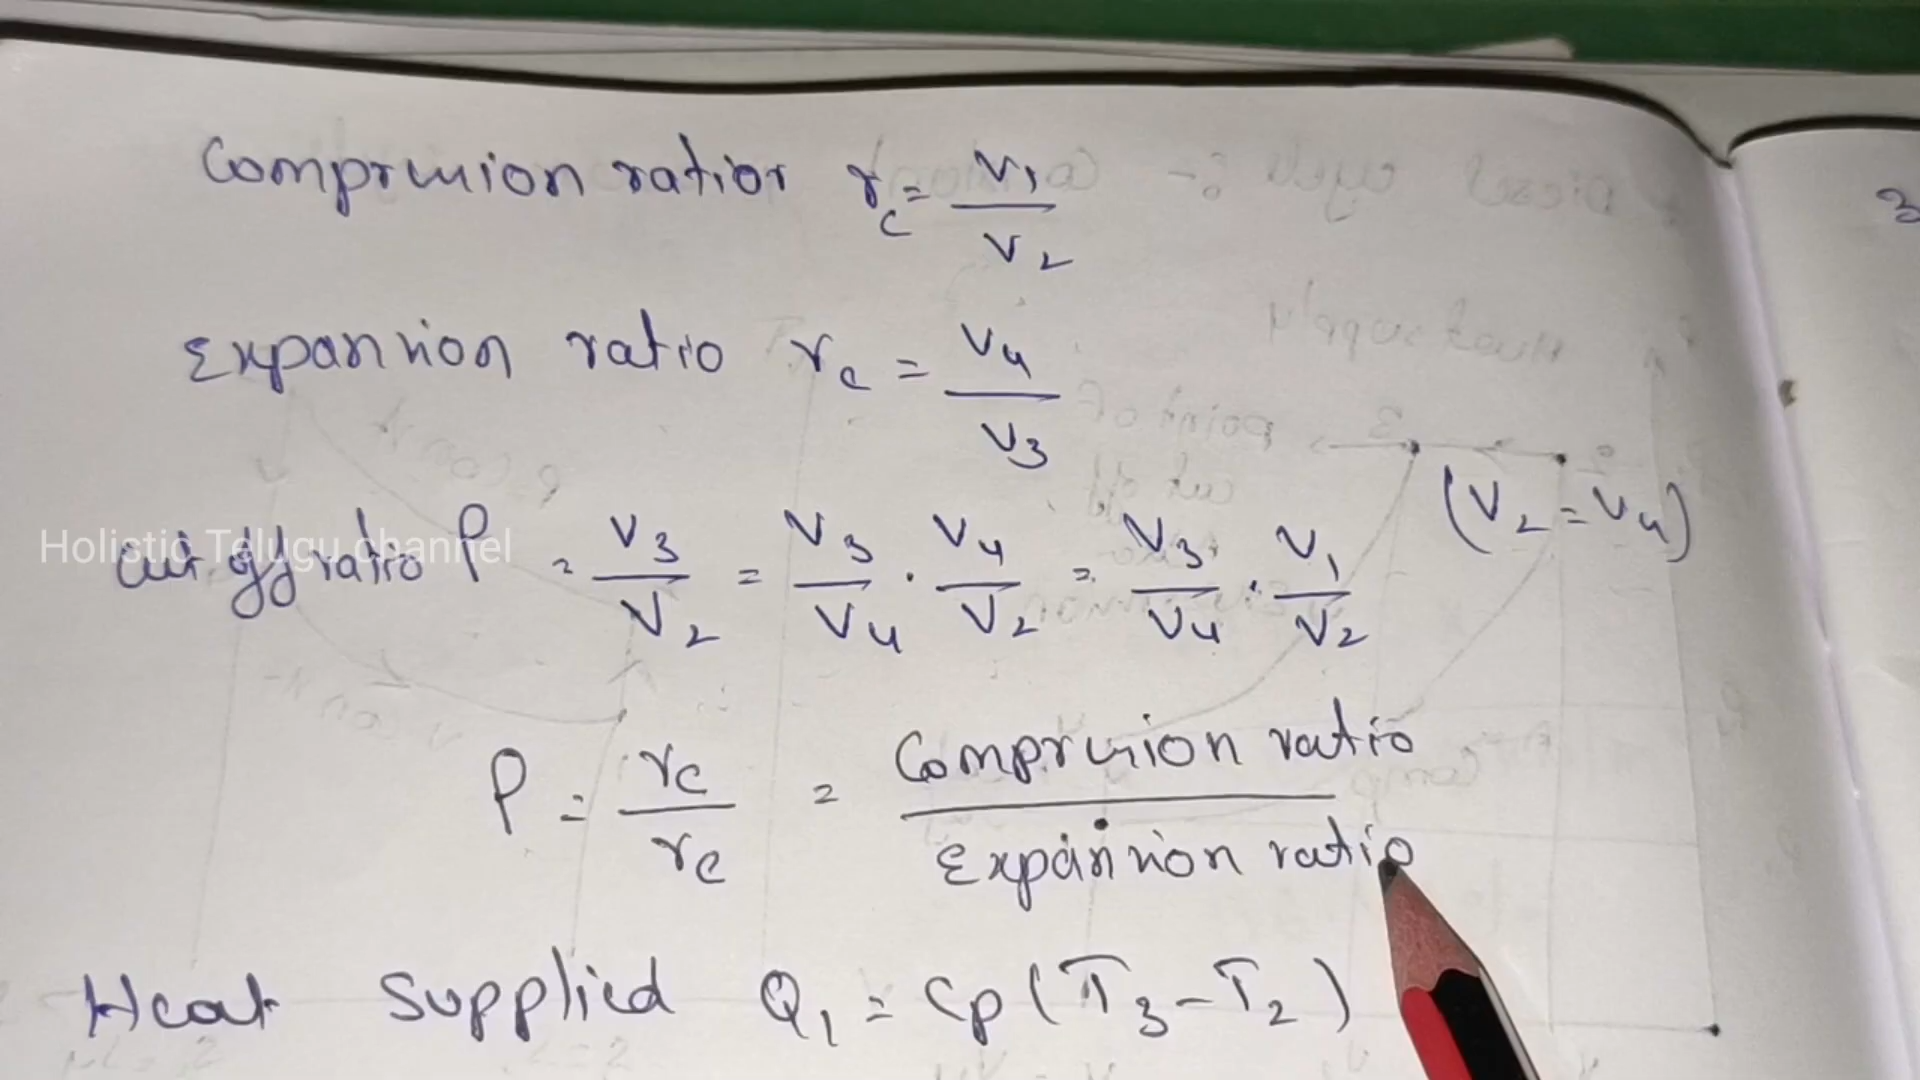 Compression ratior r_c = V1/V2
Expansion ratio r_e = V4/V3
Holistic Telugu channel
cut off ratio ρ = V3/V2 = V3/V4 · V4/V2 = V3/V4 · V1/V2 (V2 = V4)
ρ = r_c/r_e = Compression ratio/Expansion ratio
Heat supplied Q1 = Cp(T3-T2)
3